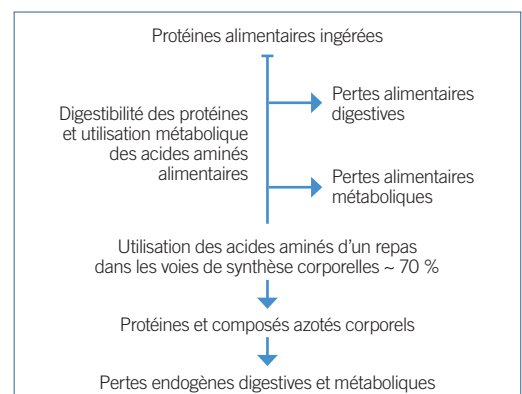 Protéines alimentaires ingérées
Pertes alimentaires
digestives
Digestibilité des protéines
et utilisation métabolique
des acides aminés
alimentaires
Pertes alimentaires
métaboliques
Utilisation des acides aminés d’un repas
dans les voies de synthèse corporelles ~ 70 %
Protéines et composés azotés corporels
Pertes endogènes digestives et métaboliques